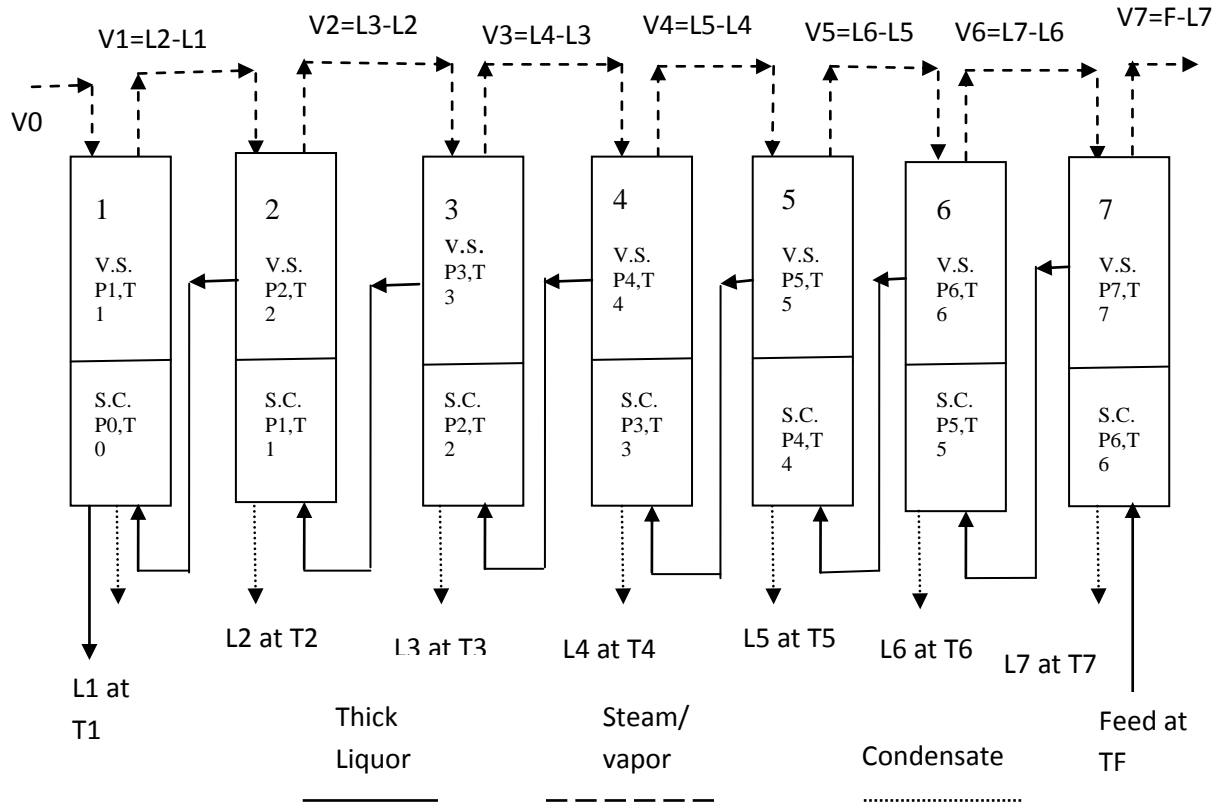 V1=L2-L1
V2=L3-L2
V3=L4-L3
V4=L5-L4
V5=L6-L5
V6=L7-L6
V7=F-L7
V0
1
V.S.
P1,T
1
S.C.
P0,T
0
2
V.S.
P2,T
2
S.C.
P1,T
1
3
V.S.
P3,T
3
S.C.
P2,T
2
4
V.S.
P4,T
4
S.C.
P3,T
3
5
V.S.
P5,T
5
S.C.
P4,T
4
6
V.S.
P6,T
6
S.C.
P5,T
5
7
V.S.
P7,T
7
S.C.
P6,T
6
L1 at
T1
L2 at T2
L3 at T3
L4 at T4
L5 at T5
L6 at T6
L7 at T7
Feed at
TF
Thick
Liquor
Steam/
vapor
Condensate